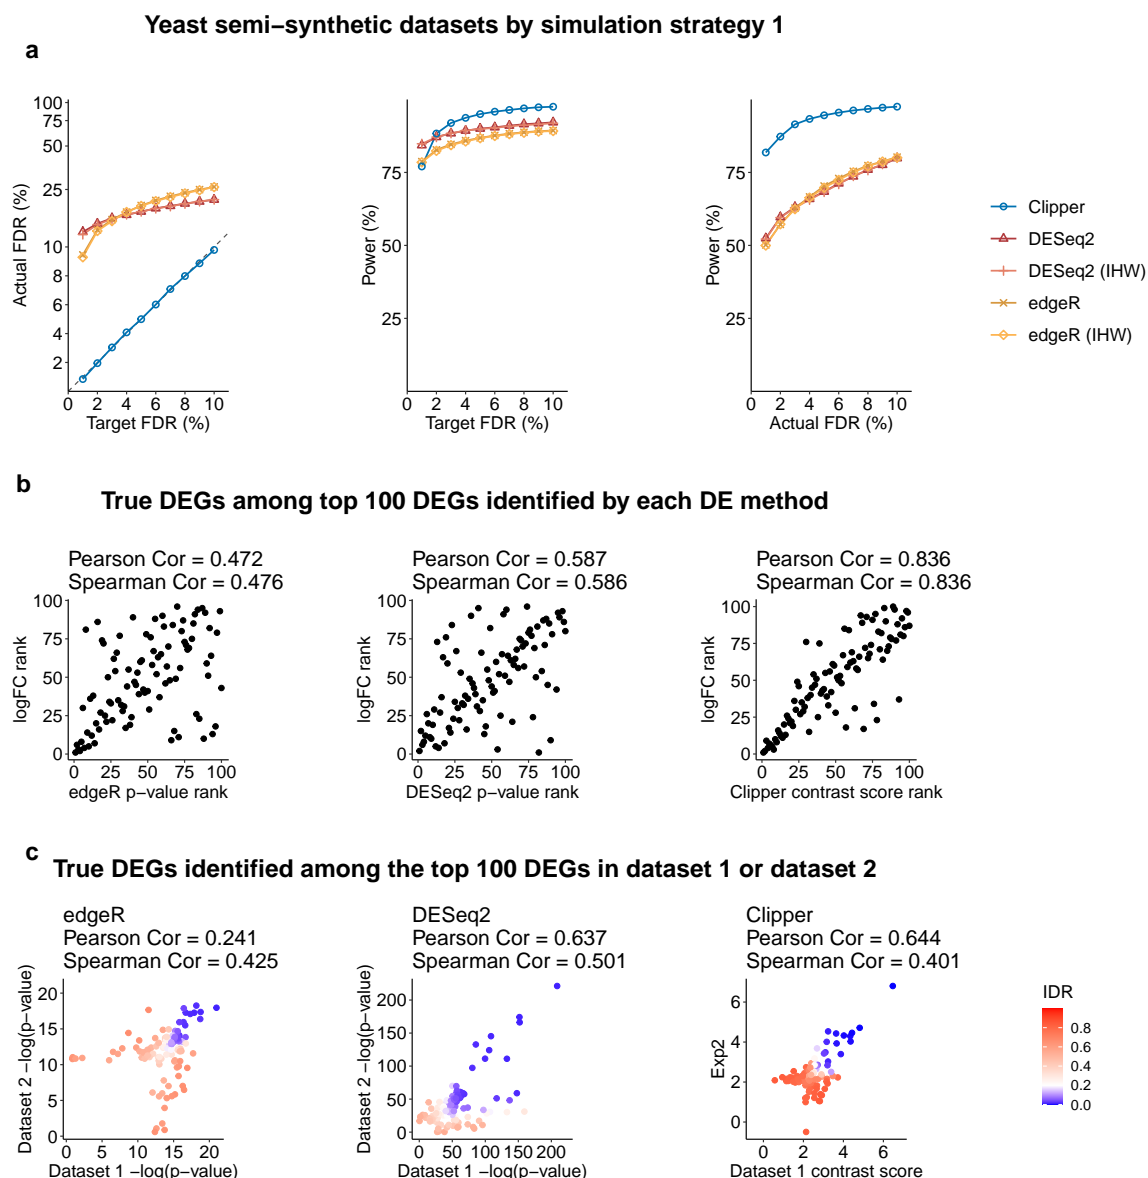 Yeast semi−synthetic datasets by simulation strategy 1
a
100
75
50
25
10
8
6
4
2
0 2 4 6 8 10
Actual FDR (%)
Target FDR (%)
75
50
25
0 2 4 6 8 10
Power (%)
Target FDR (%)
75
50
25
0 2 4 6 8 10
Power (%)
Actual FDR (%)
Clipper
DESeq2
DESeq2 (IHW)
edgeR
edgeR (IHW)
b
True DEGs among top 100 DEGs identified by each DE method
Pearson Cor = 0.472
Spearman Cor = 0.476
100
75
50
25
0
0 25 50 75 100
logFC rank
edgeR p−value rank
Pearson Cor = 0.587
Spearman Cor = 0.586
100
75
50
25
0
0 25 50 75 100
logFC rank
DESeq2 p−value rank
Pearson Cor = 0.836
Spearman Cor = 0.836
100
75
50
25
0
0 25 50 75 100
logFC rank
Clipper contrast score rank
c
True DEGs identified among the top 100 DEGs in dataset 1 or dataset 2
edgeR
Pearson Cor = 0.241
Spearman Cor = 0.425
20
15
10
5
0
0 5 10 15 20
Dataset 2 −log(p−value)
Dataset 1 −log(p−value)
DESeq2
Pearson Cor = 0.637
Spearman Cor = 0.501
200
150
100
50
0
0 50 100 150 200
Dataset 2 −log(p−value)
Dataset 1 −log(p−value)
Clipper
Pearson Cor = 0.644
Spearman Cor = 0.401
6
4
2
0
0 2 4 6
Exp2
Dataset 1 contrast score
IDR
0.8
0.6
0.4
0.2
0.0